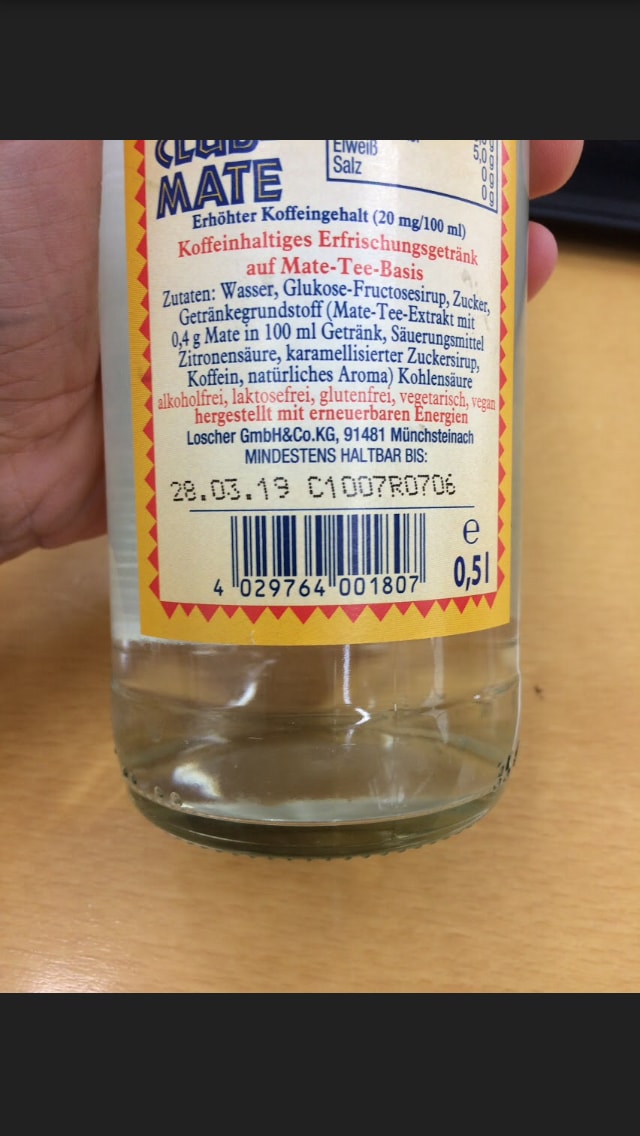 CLUB
MATE
Eiweiß
Salz
5,0 g
0 g
0 g
Erhöhter Koffeingehalt (20 mg/100 ml)
Koffeinhaltiges Erfrischungsgetränk
auf Mate-Tee-Basis
Zutaten: Wasser, Glukose-Fructosesirup, Zucker,
Getränkegrundstoff (Mate-Tee-Extrakt mit
0,4 g Mate in 100 ml Getränk, Säuerungsmittel
Zitronensäure, karamellisierter Zuckersirup,
Koffein, natürliches Aroma) Kohlensäure
alkoholfrei, laktosefrei, glutenfrei, vegetarisch, vegan
hergestellt mit erneuerbaren Energien
Loscher GmbH&Co.KG, 91481 Münchsteinach
MINDESTENS HALTBAR BIS:
28.03.19 C1007R0706
e
4 029764 001807
0,5 l